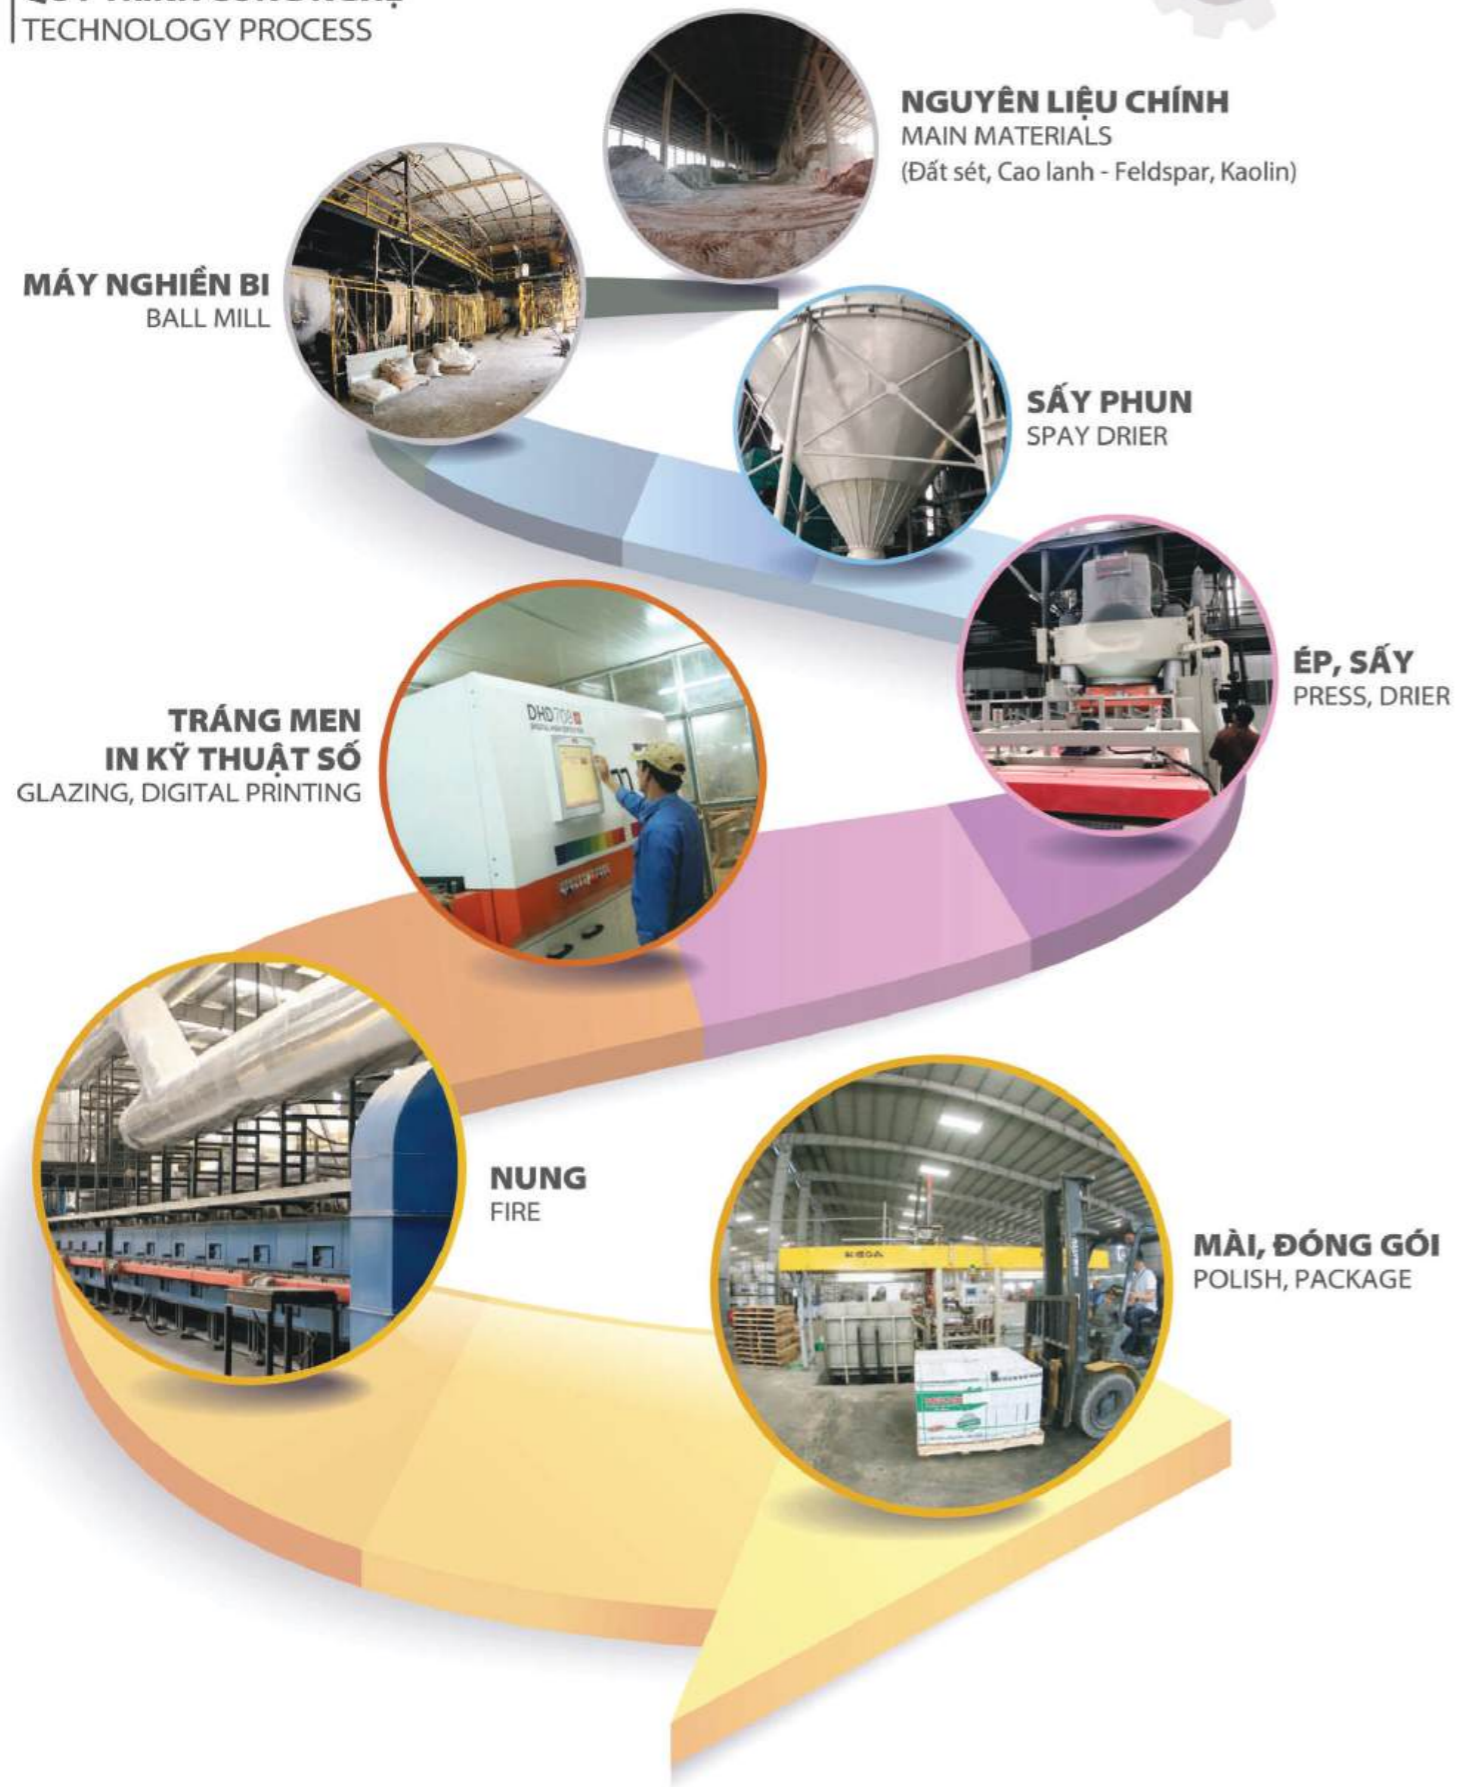 TECHNOLOGY PROCESS
NGUYÊN LIỆU CHÍNH
MAIN MATERIALS
(Đất sét, Cao lanh - Feldspar, Kaolin)
MÁY NGHIỀN BI
BALL MILL
SẤY PHUN
SPAY DRIER
ÉP, SẤY
PRESS, DRIER
TRÁNG MEN
IN KỸ THUẬT SỐ
GLAZING, DIGITAL PRINTING
DHD708
NUNG
FIRE
MÀI, ĐÓNG GÓI
POLISH, PACKAGE